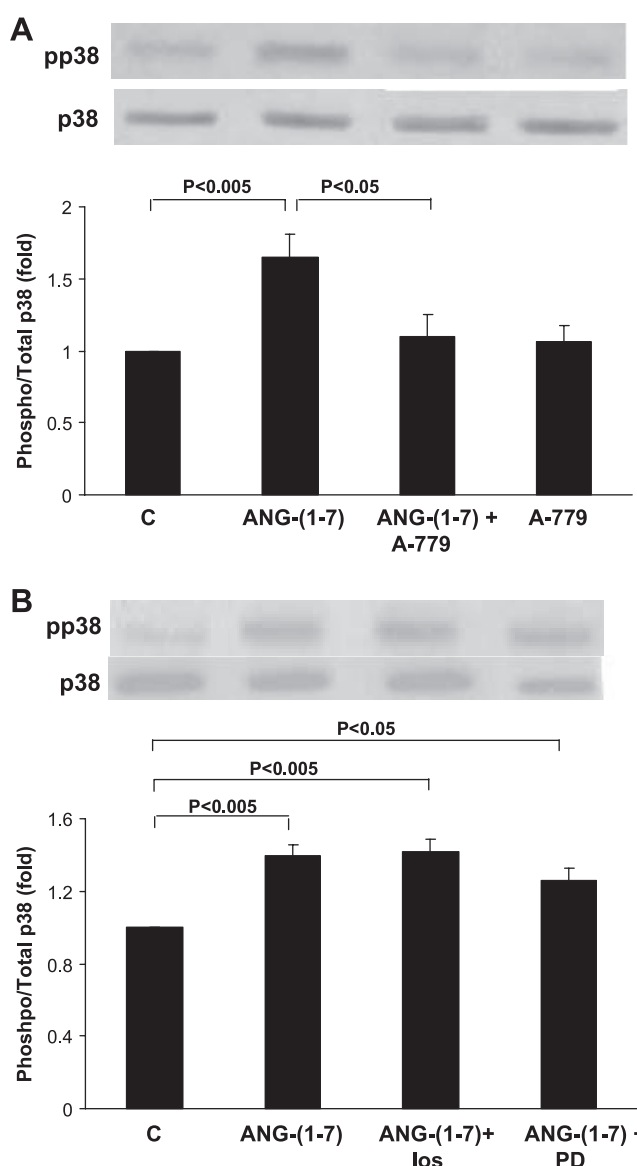 A
pp38
p38
P<0.005 P<0.05
Phospho/Total p38 (fold)
2
1.5
1
0.5
0
C ANG-(1-7) ANG-(1-7) + A-779
A-779
B
pp38
p38
P<0.05
P<0.005
P<0.005
Phoshpo/Total p38 (fold)
1.6
1.2
0.8
0.4
0
C ANG-(1-7) ANG-(1-7)+ ANG-(1-7) -
los PD